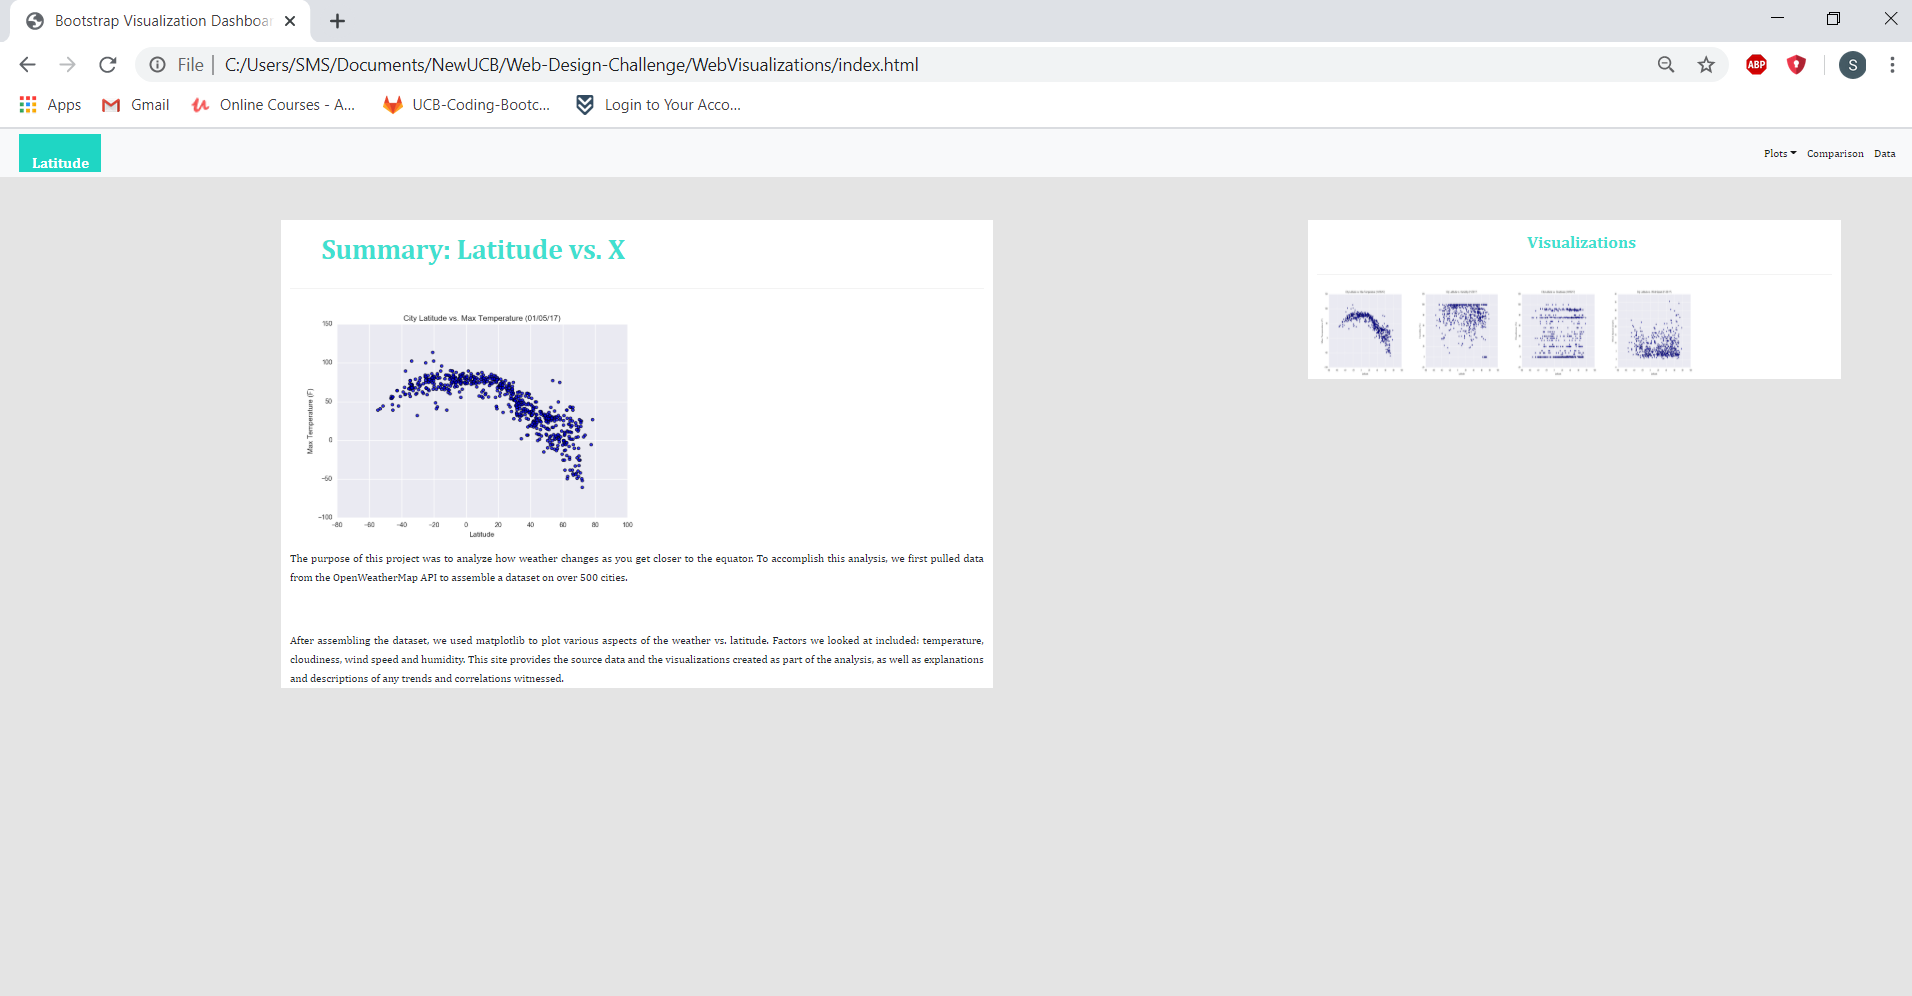 Bootstrap Visualization Dashboar
File
C:/Users/SMS/Documents/NewUCB/Web-Design-Challenge/WebVisualizations/index.html
ABP
S
Apps
Gmail
Online Courses - A...
UCB-Coding-Bootc...
Login to Your Acco...
Latitude
Plots
Comparison
Data
Summary: Latitude vs. X
City Latitude vs. Max Temperature (01/05/17)
150
100
50
0
−50
−100
Max Temperature (F)
−80 −60 −40 −20 0 20 40 60 80 100
Latitude
The purpose of this project was to analyze how weather changes as you get closer to the equator. To accomplish this analysis, we first pulled data
from the OpenWeatherMap API to assemble a dataset on over 500 cities.
After assembling the dataset, we used matplotlib to plot various aspects of the weather vs. latitude. Factors we looked at included: temperature,
cloudiness, wind speed and humidity. This site provides the source data and the visualizations created as part of the analysis, as well as explanations
and descriptions of any trends and correlations witnessed.
Visualizations